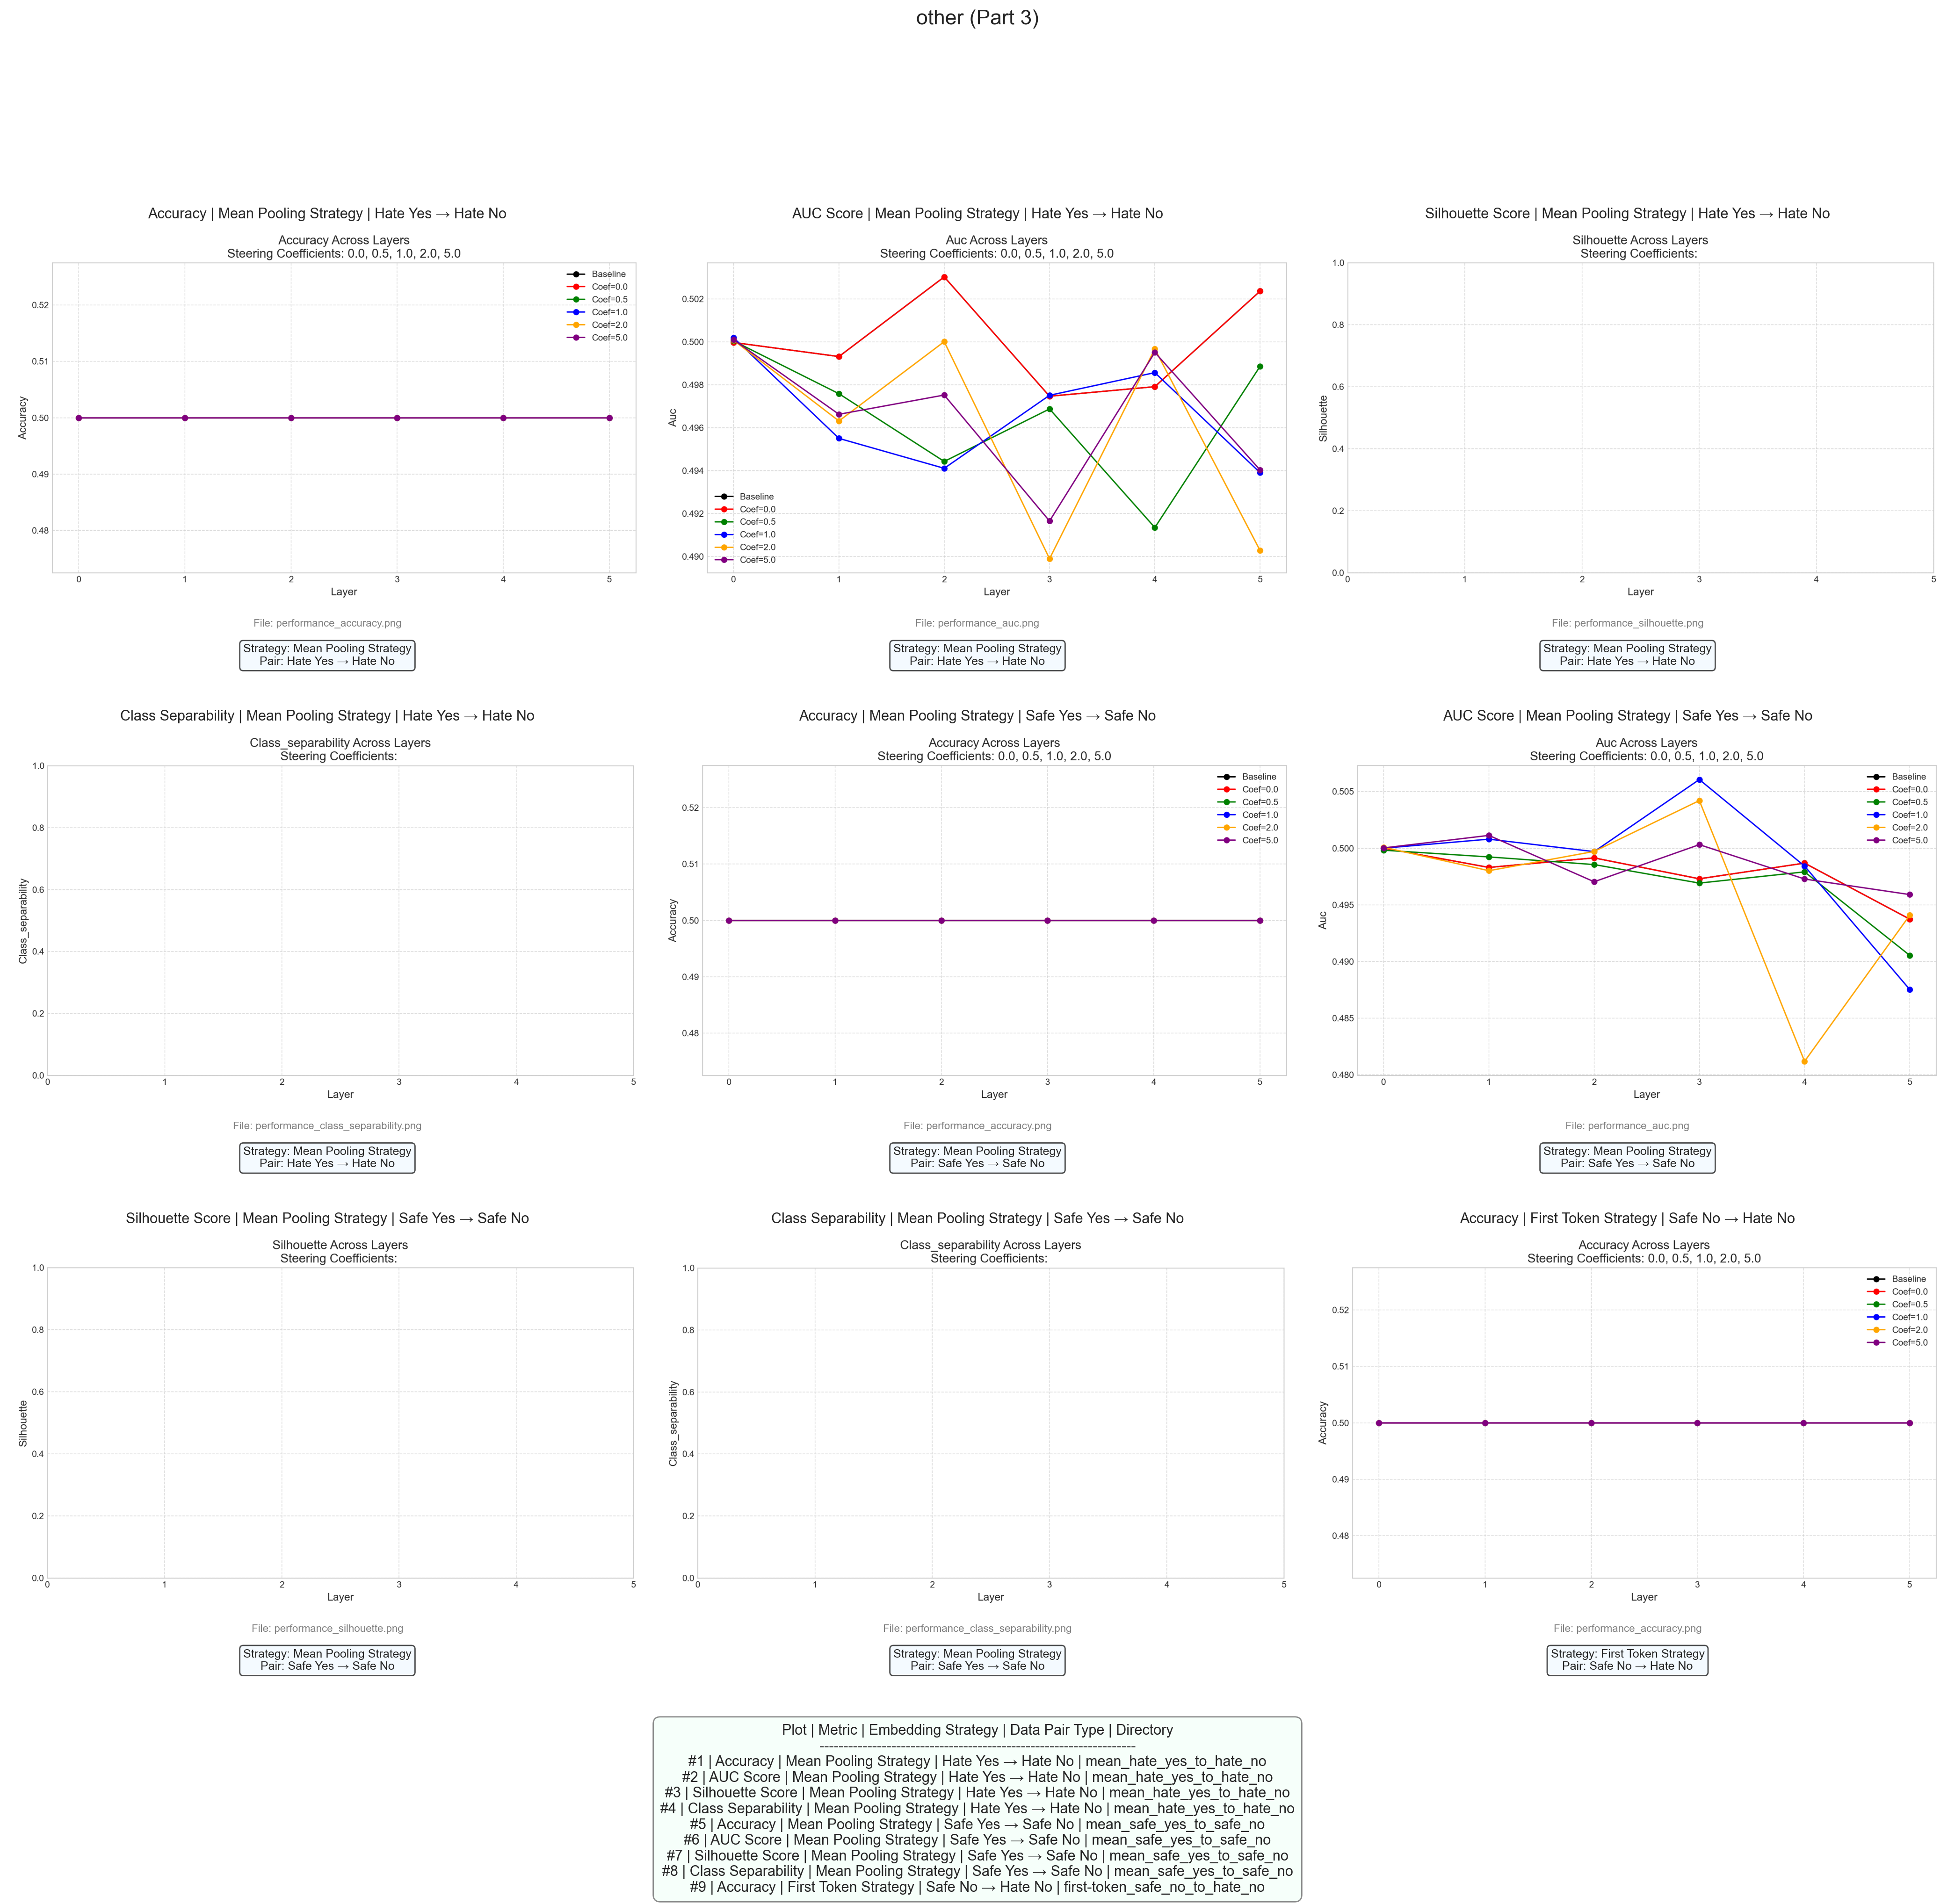 other (Part 3)
Accuracy | Mean Pooling Strategy | Hate Yes → Hate No
Accuracy Across Layers
Steering Coefficients: 0.0, 0.5, 1.0, 2.0, 5.0
Baseline
Coef=0.0
Coef=0.5
Coef=1.0
Coef=2.0
Coef=5.0
0.52
0.51
0.50
0.49
0.48
Accuracy
0 1 2 3 4 5
Layer
File: performance_accuracy.png
Strategy: Mean Pooling Strategy
Pair: Hate Yes → Hate No
AUC Score | Mean Pooling Strategy | Hate Yes → Hate No
Auc Across Layers
Steering Coefficients: 0.0, 0.5, 1.0, 2.0, 5.0
0.502
0.500
0.498
0.496
0.494
0.492
0.490
Auc
Baseline
Coef=0.0
Coef=0.5
Coef=1.0
Coef=2.0
Coef=5.0
0 1 2 3 4 5
Layer
File: performance_auc.png
Strategy: Mean Pooling Strategy
Pair: Hate Yes → Hate No
Silhouette Score | Mean Pooling Strategy | Hate Yes → Hate No
Silhouette Across Layers
Steering Coefficients:
1.0
0.8
0.6
0.4
0.2
0.0
Silhouette
0 1 2 3 4 5
Layer
File: performance_silhouette.png
Strategy: Mean Pooling Strategy
Pair: Hate Yes → Hate No
Class Separability | Mean Pooling Strategy | Hate Yes → Hate No
Class_separability Across Layers
Steering Coefficients:
1.0
0.8
0.6
0.4
0.2
0.0
Class_separability
0 1 2 3 4 5
Layer
File: performance_class_separability.png
Strategy: Mean Pooling Strategy
Pair: Hate Yes → Hate No
Accuracy | Mean Pooling Strategy | Safe Yes → Safe No
Accuracy Across Layers
Steering Coefficients: 0.0, 0.5, 1.0, 2.0, 5.0
Baseline
Coef=0.0
Coef=0.5
Coef=1.0
Coef=2.0
Coef=5.0
0.52
0.51
0.50
0.49
0.48
Accuracy
0 1 2 3 4 5
Layer
File: performance_accuracy.png
Strategy: Mean Pooling Strategy
Pair: Safe Yes → Safe No
AUC Score | Mean Pooling Strategy | Safe Yes → Safe No
Auc Across Layers
Steering Coefficients: 0.0, 0.5, 1.0, 2.0, 5.0
Baseline
Coef=0.0
Coef=0.5
Coef=1.0
Coef=2.0
Coef=5.0
0.505
0.500
0.495
0.490
0.485
0.480
Auc
0 1 2 3 4 5
Layer
File: performance_auc.png
Strategy: Mean Pooling Strategy
Pair: Safe Yes → Safe No
Silhouette Score | Mean Pooling Strategy | Safe Yes → Safe No
Silhouette Across Layers
Steering Coefficients:
1.0
0.8
0.6
0.4
0.2
0.0
Silhouette
0 1 2 3 4 5
Layer
File: performance_silhouette.png
Strategy: Mean Pooling Strategy
Pair: Safe Yes → Safe No
Class Separability | Mean Pooling Strategy | Safe Yes → Safe No
Class_separability Across Layers
Steering Coefficients:
1.0
0.8
0.6
0.4
0.2
0.0
Class_separability
0 1 2 3 4 5
Layer
File: performance_class_separability.png
Strategy: Mean Pooling Strategy
Pair: Safe Yes → Safe No
Accuracy | First Token Strategy | Safe No → Hate No
Accuracy Across Layers
Steering Coefficients: 0.0, 0.5, 1.0, 2.0, 5.0
Baseline
Coef=0.0
Coef=0.5
Coef=1.0
Coef=2.0
Coef=5.0
0.52
0.51
0.50
0.49
0.48
Accuracy
0 1 2 3 4 5
Layer
File: performance_accuracy.png
Strategy: First Token Strategy
Pair: Safe No → Hate No
Plot | Metric | Embedding Strategy | Data Pair Type | Directory
------------------------------------------------------------------
#1 | Accuracy | Mean Pooling Strategy | Hate Yes → Hate No | mean_hate_yes_to_hate_no
#2 | AUC Score | Mean Pooling Strategy | Hate Yes → Hate No | mean_hate_yes_to_hate_no
#3 | Silhouette Score | Mean Pooling Strategy | Hate Yes → Hate No | mean_hate_yes_to_hate_no
#4 | Class Separability | Mean Pooling Strategy | Hate Yes → Hate No | mean_hate_yes_to_hate_no
#5 | Accuracy | Mean Pooling Strategy | Safe Yes → Safe No | mean_safe_yes_to_safe_no
#6 | AUC Score | Mean Pooling Strategy | Safe Yes → Safe No | mean_safe_yes_to_safe_no
#7 | Silhouette Score | Mean Pooling Strategy | Safe Yes → Safe No | mean_safe_yes_to_safe_no
#8 | Class Separability | Mean Pooling Strategy | Safe Yes → Safe No | mean_safe_yes_to_safe_no
#9 | Accuracy | First Token Strategy | Safe No → Hate No | first-token_safe_no_to_hate_no